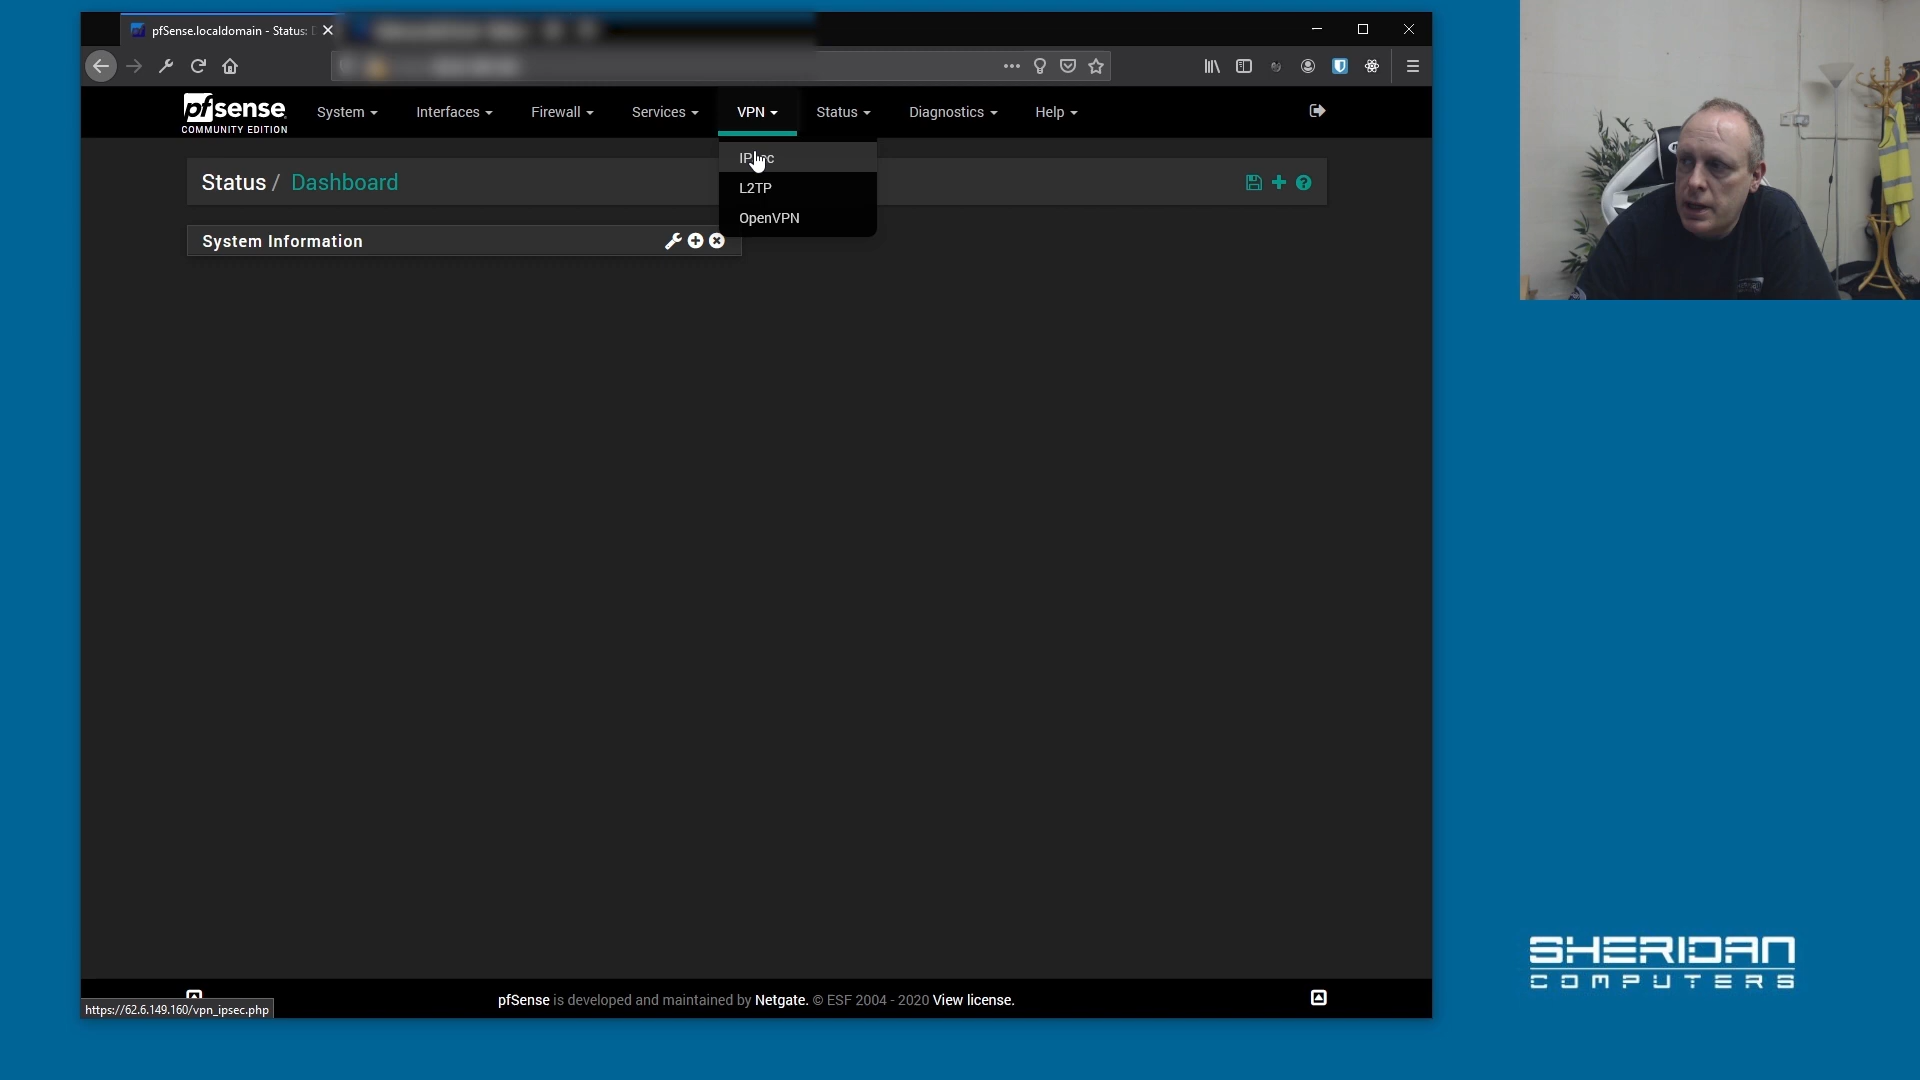 pfSense.localdomain - Status:
pfsense
COMMUNITY EDITION
System
Interfaces
Firewall
Services
VPN
Status
Diagnostics
Help
IPsec
L2TP
OpenVPN
Status / Dashboard
System Information
pfSense is developed and maintained by Netgate. © ESF 2004 - 2020 View license.
https://62.6.149.160/vpn_ipsec.php
SHERIDAN
COMPUTERS